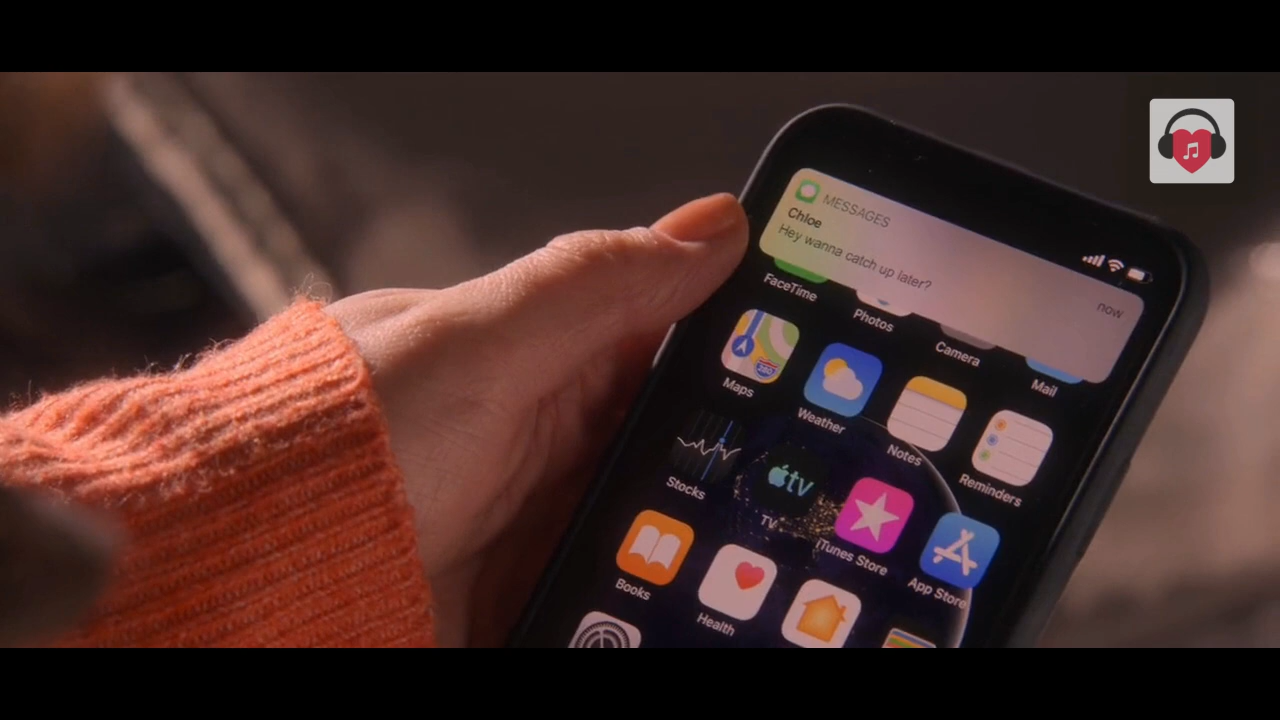 MESSAGES
Chloe
Hey wanna catch up later?
now
FaceTime
Photos
Camera
Mail
Maps
Weather
Notes
Reminders
Stocks
tv
TV
iTunes Store
App Store
Books
Health
280